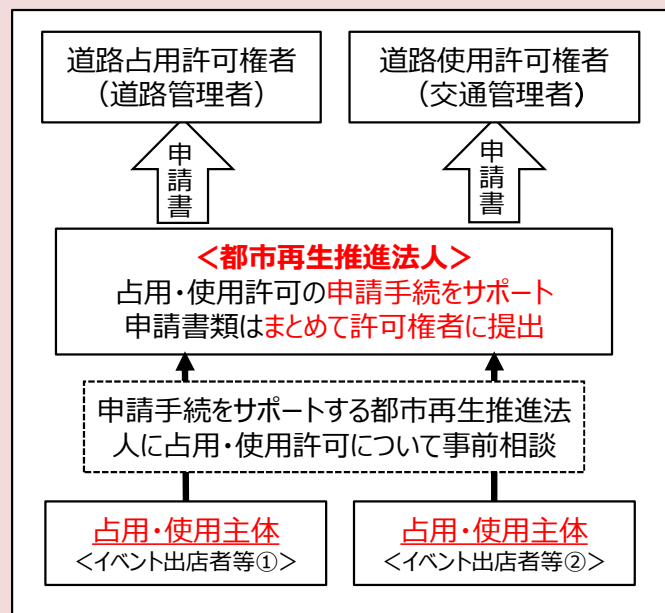 道路占用許可権者
（道路管理者）
道路使用許可権者
（交通管理者）
申請書
申請書
＜都市再生推進法人＞
占用・使用許可の申請手続をサポート
申請書類はまとめて許可権者に提出
申請手続をサポートする都市再生推進法
人に占用・使用許可について事前相談
占用・使用主体
＜イベント出店者等①＞
占用・使用主体
＜イベント出店者等②＞